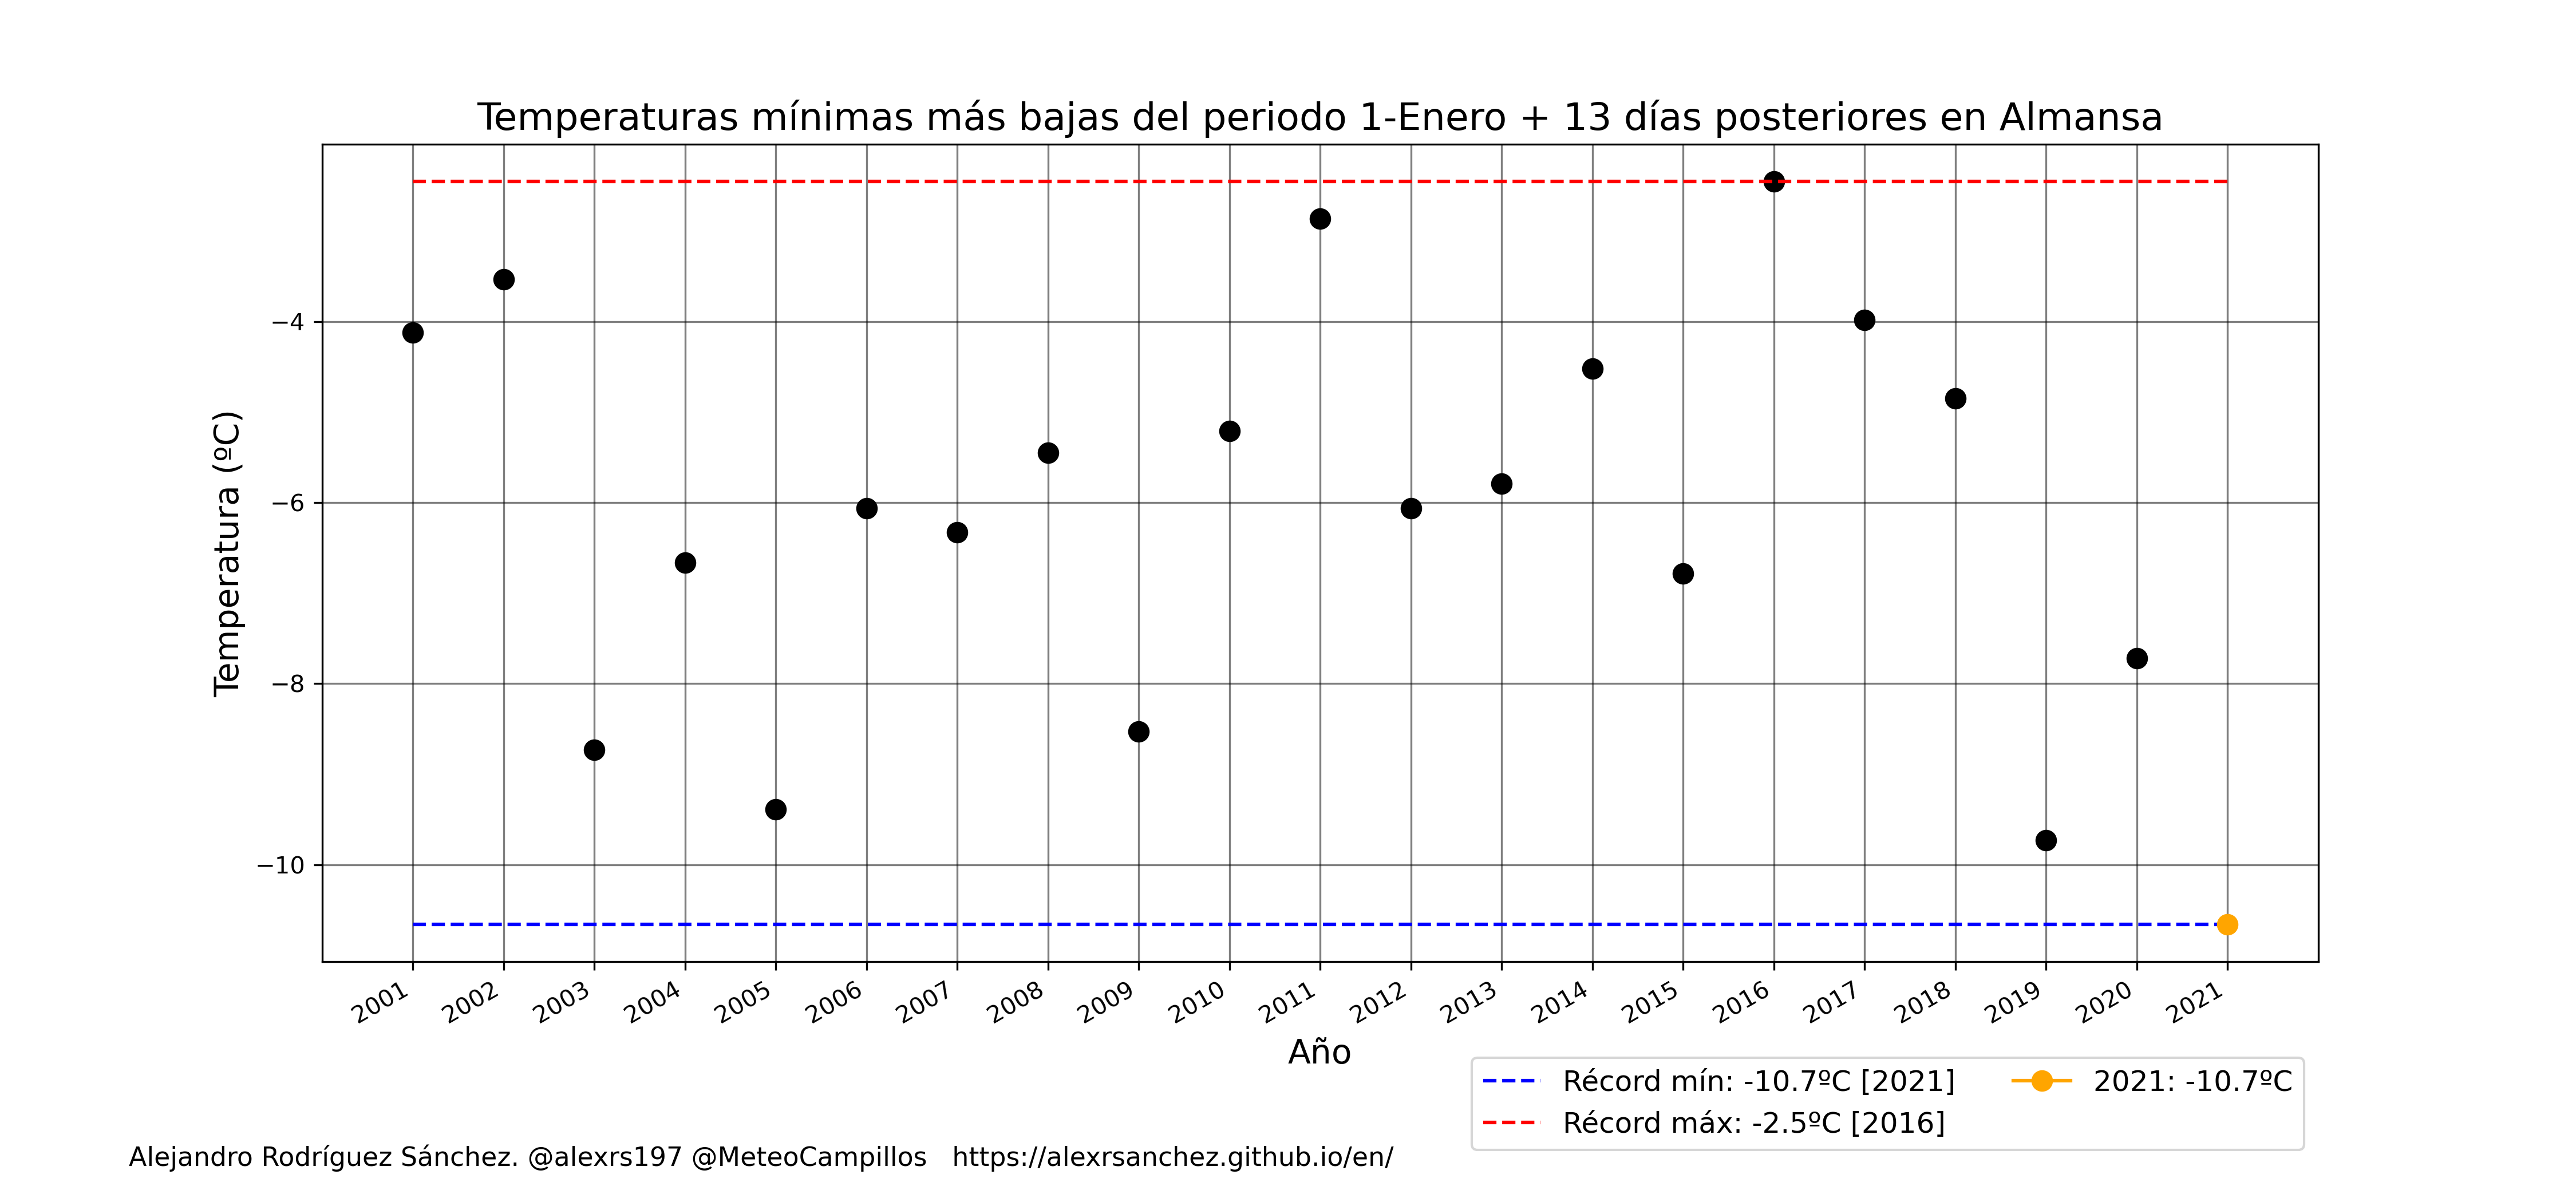 Temperaturas mínimas más bajas del periodo 1-Enero + 13 días posteriores en Almansa
Temperatura (ºC)
−4
−6
−8
−10
2001 2002 2003 2004 2005 2006 2007 2008 2009 2010 2011 2012 2013 2014 2015 2016 2017 2018 2019 2020 2021
Año
Récord mín: -10.7ºC [2021]
Récord máx: -2.5ºC [2016]
2021: -10.7ºC
Alejandro Rodríguez Sánchez. @alexrs197 @MeteoCampillos https://alexrsanchez.github.io/en/